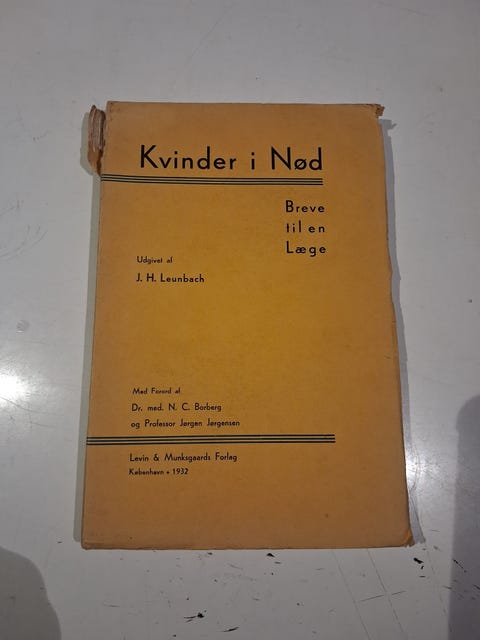 Kvinder i Nød
Breve
til en
Læge
Udgivet af
J. H. Leunbach
Med Forord af
Dr. med. N. C. Borberg
og Professor Jørgen Jørgensen
Levin & Munksgaards Forlag
København • 1932